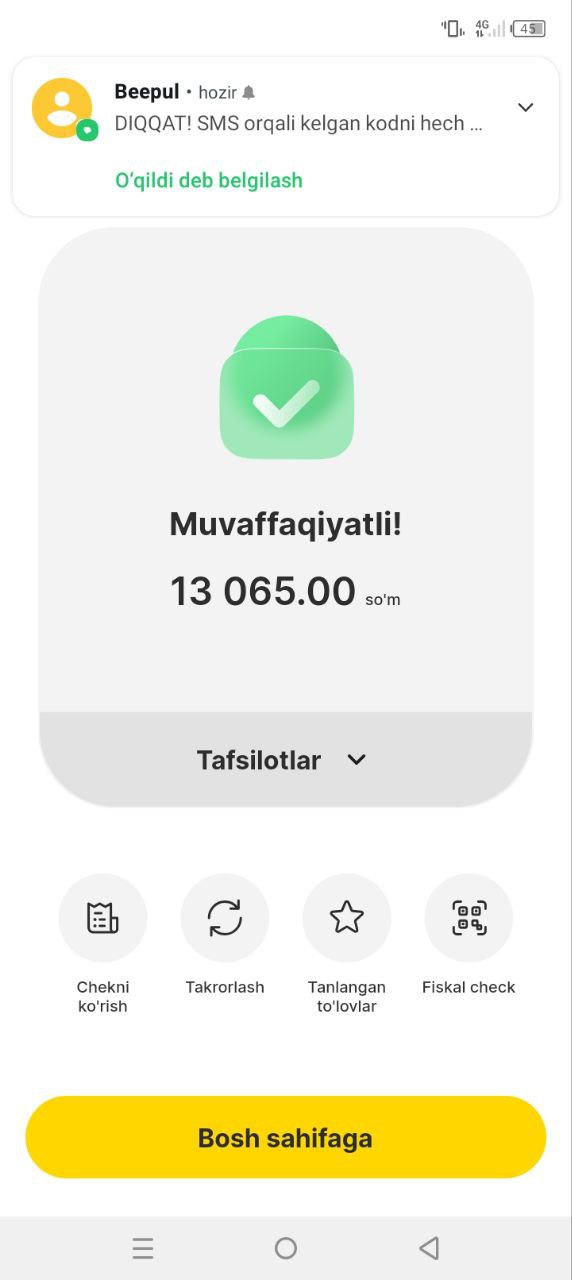 4G
45
Beepul • hozir
DIQQAT! SMS orqali kelgan kodni hech ...
O‘qildi deb belgilash
Muvaffaqiyatli!
13 065.00 so'm
Tafsilotlar
Chekni
ko'rish
Takrorlash
Tanlangan
to'lovlar
Fiskal check
Bosh sahifaga